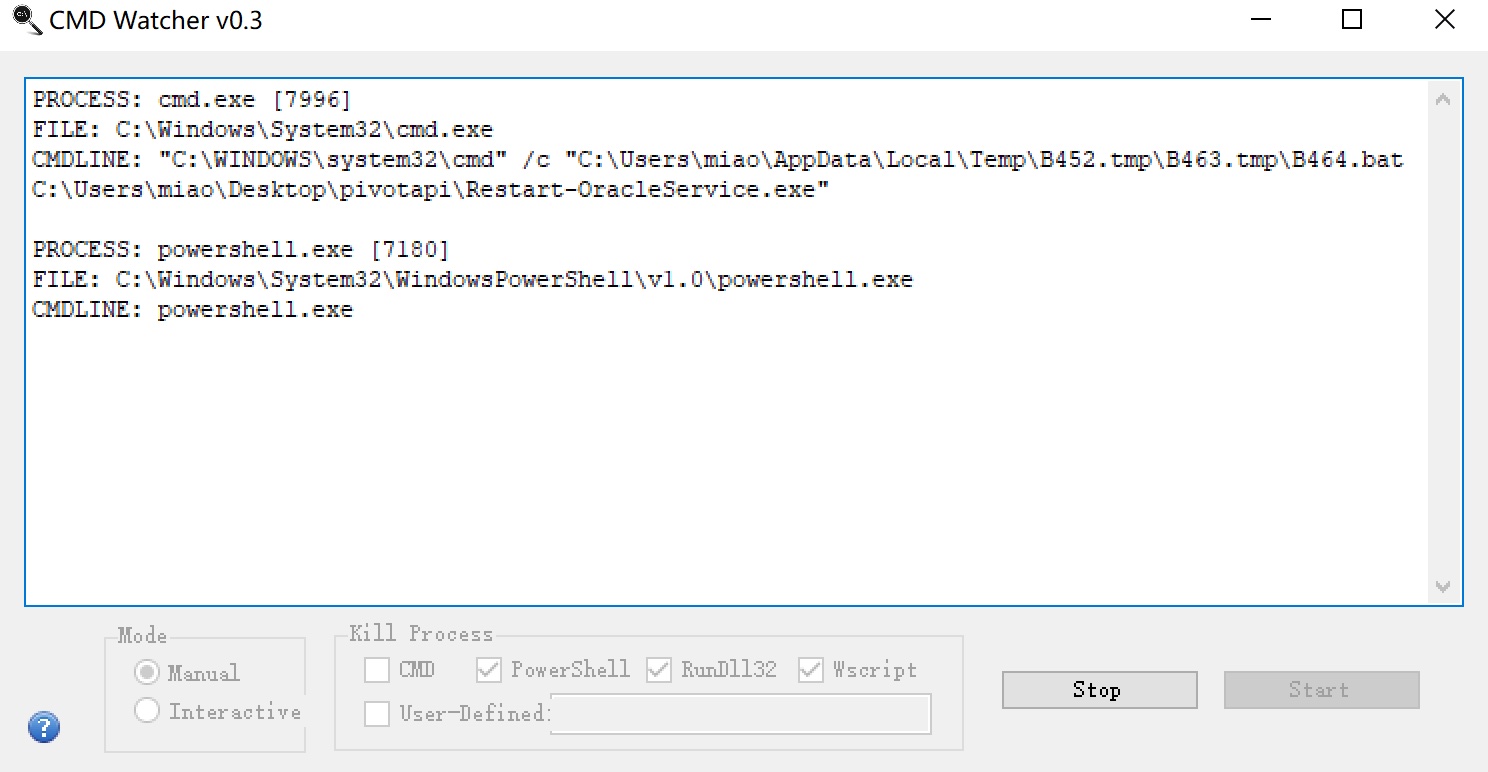 CMD Watcher v0.3
PROCESS: cmd.exe [7996]
FILE: C:\Windows\System32\cmd.exe
CMDLINE: "C:\WINDOWS\system32\cmd" /c "C:\Users\miao\AppData\Local\Temp\B452.tmp\B463.tmp\B464.bat
C:\Users\miao\Desktop\pivotapi\Restart-OracleService.exe"
PROCESS: powershell.exe [7180]
FILE: C:\Windows\System32\WindowsPowerShell\v1.0\powershell.exe
CMDLINE: powershell.exe
Mode
Manual
Interactive
Kill Process
CMD PowerShell RunDll32 Wscript
User-Defined:
Stop Start
?